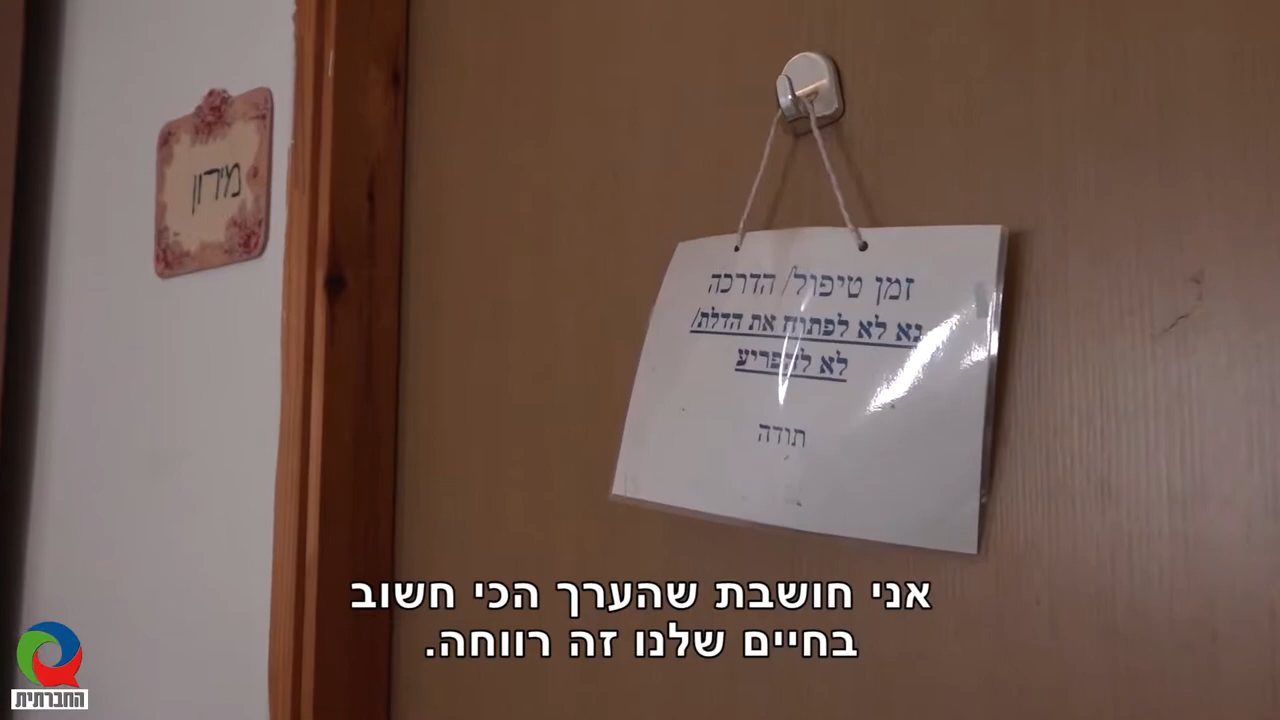 מירון
זמן טיפול/ הדרכה
נא לא לפתוח את הדלת/
לא להפריע
תודה
אני חושבת שהערך הכי חשוב
בחיים שלנו זה רווחה.
החברתית